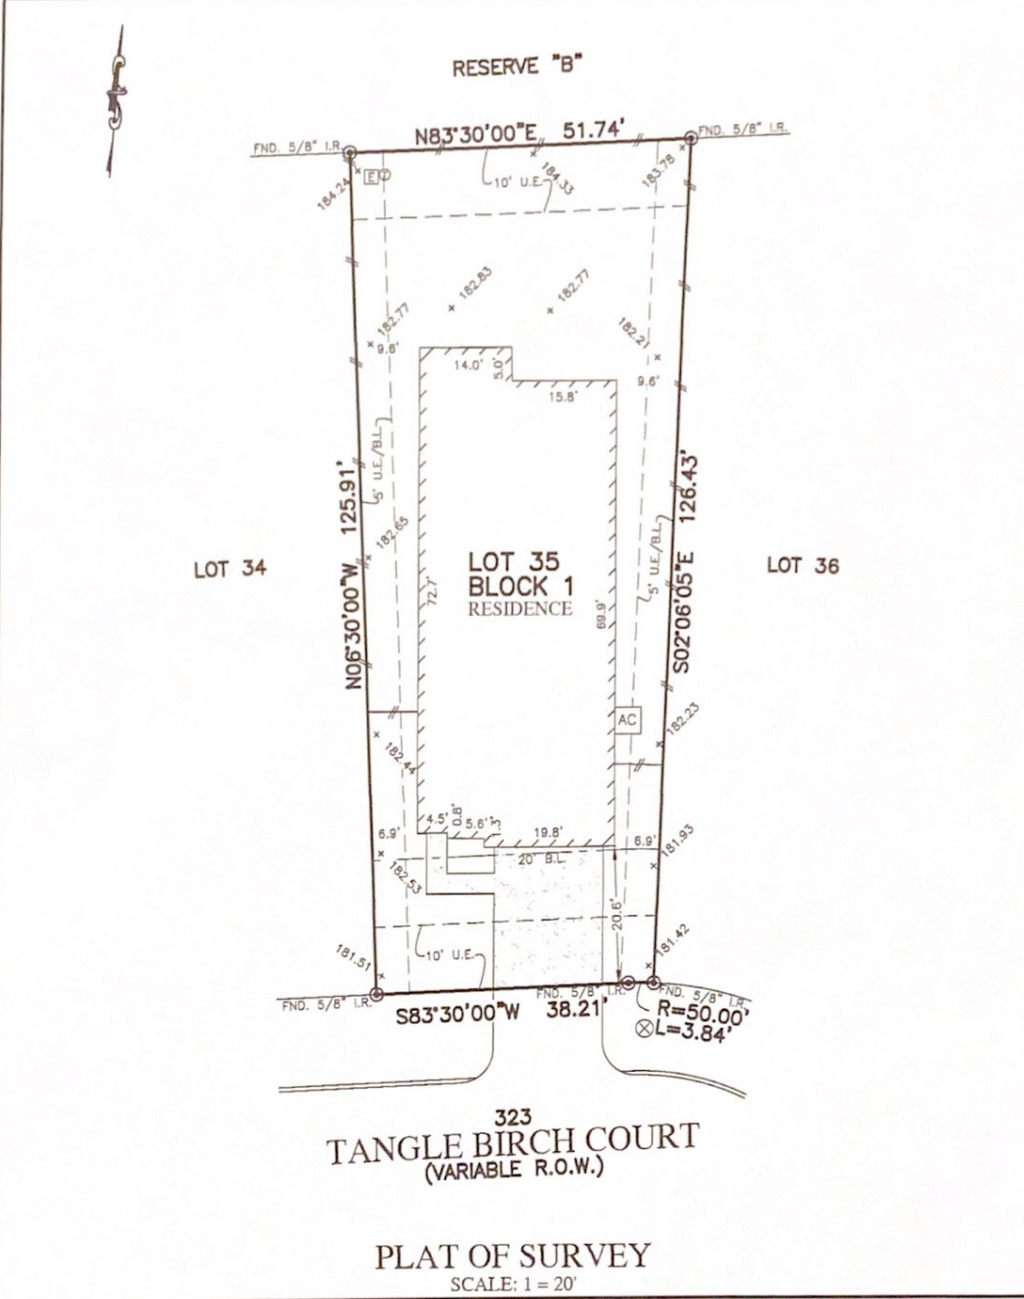 RESERVE "B"
N83°30'00"E 51.74'
FND. 5/8" I.R.
FND. 5/8" I.R.
184.24
E
10' U.E.
184.33
183.78
182.77
182.83
182.77
182.21
9.6'
14.0'
5.0'
15.8'
9.6'
5' U.E./B.L.
N06°30'00"W 125.91'
182.65
72.7'
LOT 34
LOT 35
BLOCK 1
RESIDENCE
69.9'
5' U.E./B.L.
S02°06'05"E 126.43'
LOT 36
AC
182.23
182.44
4.5'
0.8'
5.6'
19.8'
6.9'
6.9'
181.93
20' B.L.
182.53
20.6'
181.42
181.51
10' U.E.
FND. 5/8" I.R.
FND. 5/8" I.R.
FND. 5/8" I.R.
S83°30'00"W 38.21'
R=50.00'
L=3.84'
323
TANGLE BIRCH COURT
(VARIABLE R.O.W.)
PLAT OF SURVEY
SCALE: 1 = 20'